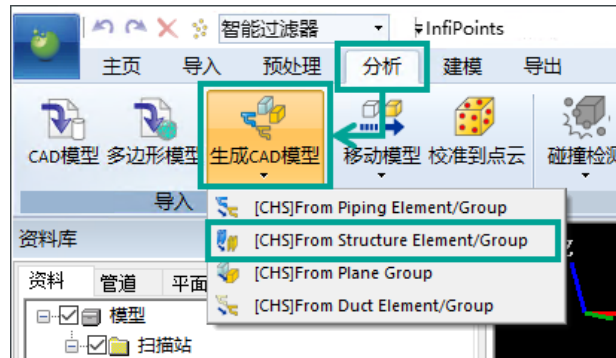 智能过滤器 InfiPoints
主页 导入 预处理 分析 建模 导出
CAD模型 多边形模型 生成CAD模型 移动模型 校准到点云 碰撞检测
导入
[CHS]From Piping Element/Group
资料库 [CHS]From Structure Element/Group
资料 管道 平面 [CHS]From Plane Group
模型 [CHS]From Duct Element/Group
扫描站